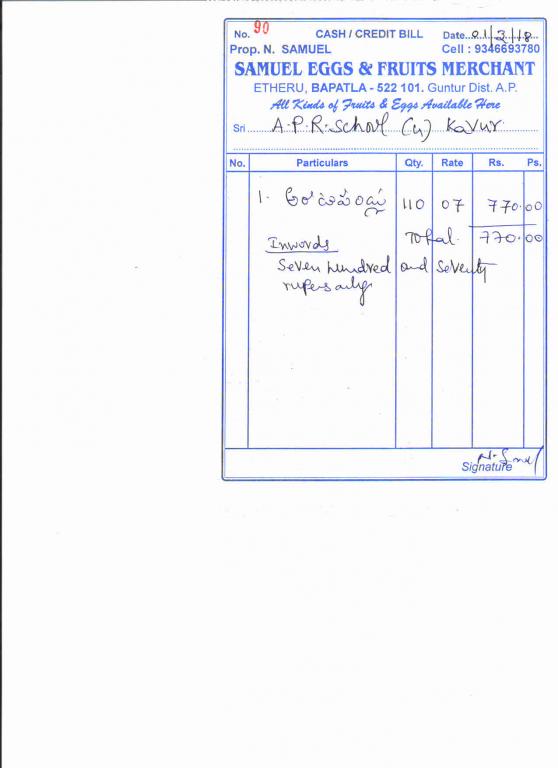 No. 90 CASH / CREDIT BILL Date...01/3/18
Prop. N. SAMUEL Cell : 9346693780
SAMUEL EGGS & FRUITS MERCHANT
ETHERU, BAPATLA - 522 101. Guntur Dist. A.P.
All Kinds of Fruits & Eggs Available Here
Sri A.P.R. School (G) Kavur
No. Particulars Qty. Rate Rs. Ps.
1. అరటిపండ్లు 110 07 770.00
Total. 770.00
Inwords
Seven hundred and Seventy
rupees only
Signature